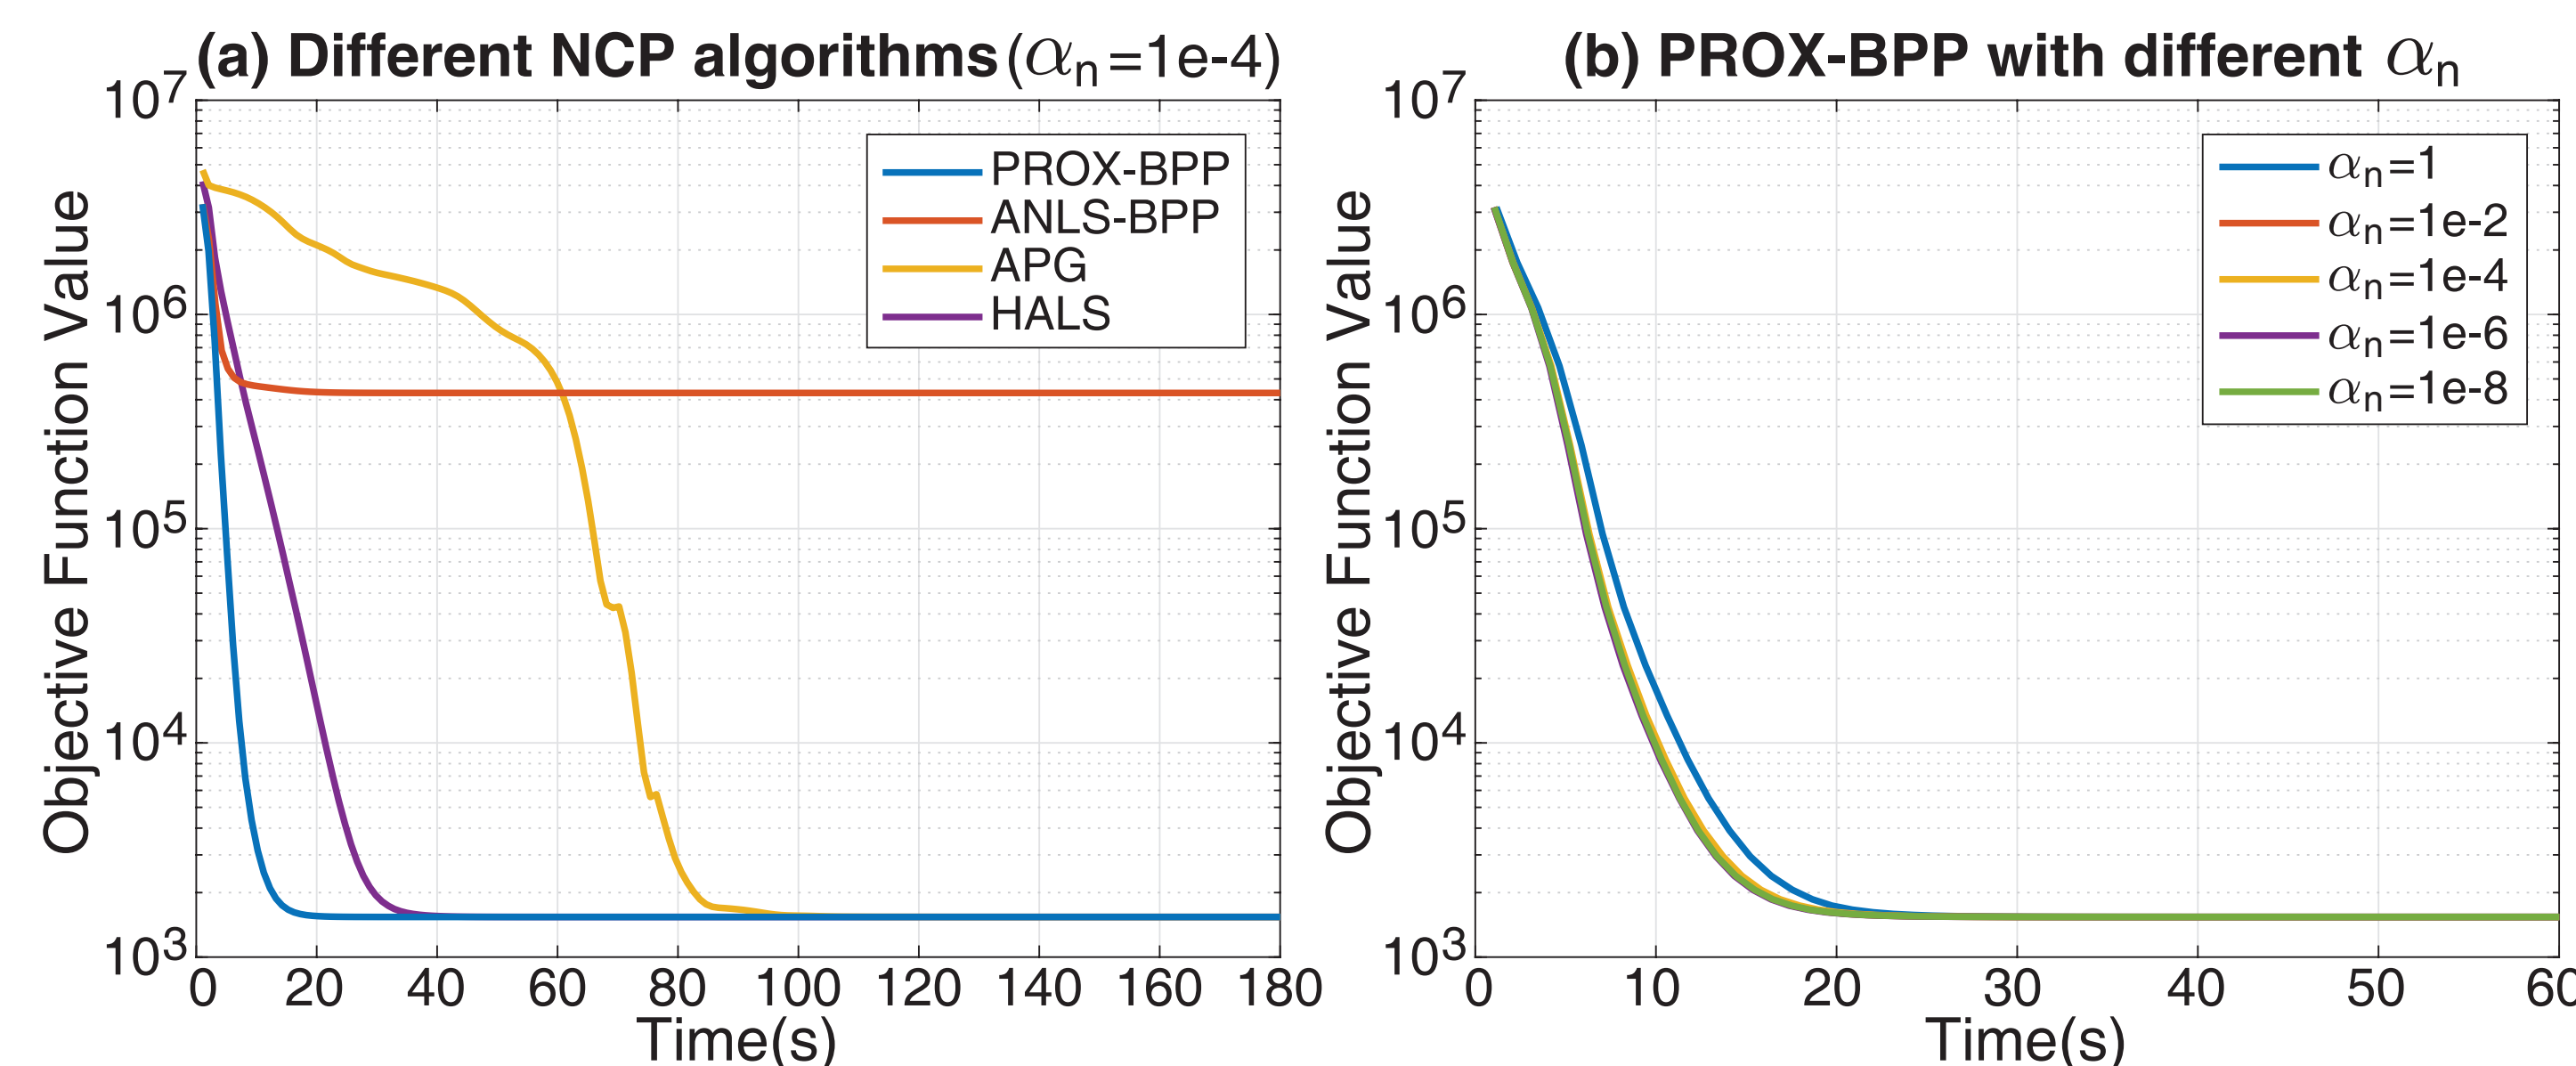 (a) Different NCP algorithms (αn=1e-4)
Objective Function Value
10^7
10^6
10^5
10^4
10^3
PROX-BPP
ANLS-BPP
APG
HALS
0 20 40 60 80 100 120 140 160 180
Time(s)
(b) PROX-BPP with different αn
Objective Function Value
10^7
10^6
10^5
10^4
10^3
αn=1
αn=1e-2
αn=1e-4
αn=1e-6
αn=1e-8
0 10 20 30 40 50 60
Time(s)